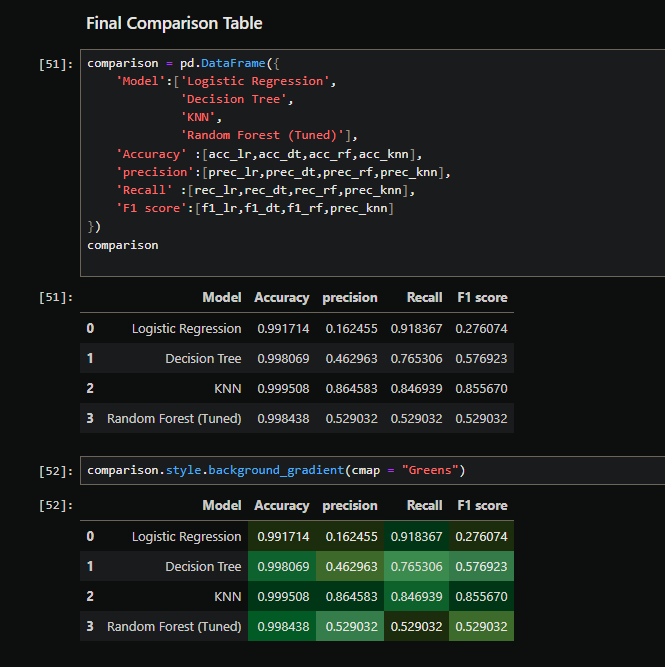 Final Comparison Table
[51]: comparison = pd.DataFrame({
'Model':['Logistic Regression',
'Decision Tree',
'KNN',
'Random Forest (Tuned)'],
'Accuracy' :[acc_lr,acc_dt,acc_rf,acc_knn],
'precision':[prec_lr,prec_dt,prec_rf,prec_knn],
'Recall' :[rec_lr,rec_dt,rec_rf,prec_knn],
'F1 score':[f1_lr,f1_dt,f1_rf,prec_knn]
})
comparison
[51]: Model Accuracy precision Recall F1 score
0 Logistic Regression 0.991714 0.162455 0.918367 0.276074
1 Decision Tree 0.998069 0.462963 0.765306 0.576923
2 KNN 0.999508 0.864583 0.846939 0.855670
3 Random Forest (Tuned) 0.998438 0.529032 0.529032 0.529032
[52]: comparison.style.background_gradient(cmap = "Greens")
[52]: Model Accuracy precision Recall F1 score
0 Logistic Regression 0.991714 0.162455 0.918367 0.276074
1 Decision Tree 0.998069 0.462963 0.765306 0.576923
2 KNN 0.999508 0.864583 0.846939 0.855670
3 Random Forest (Tuned) 0.998438 0.529032 0.529032 0.529032